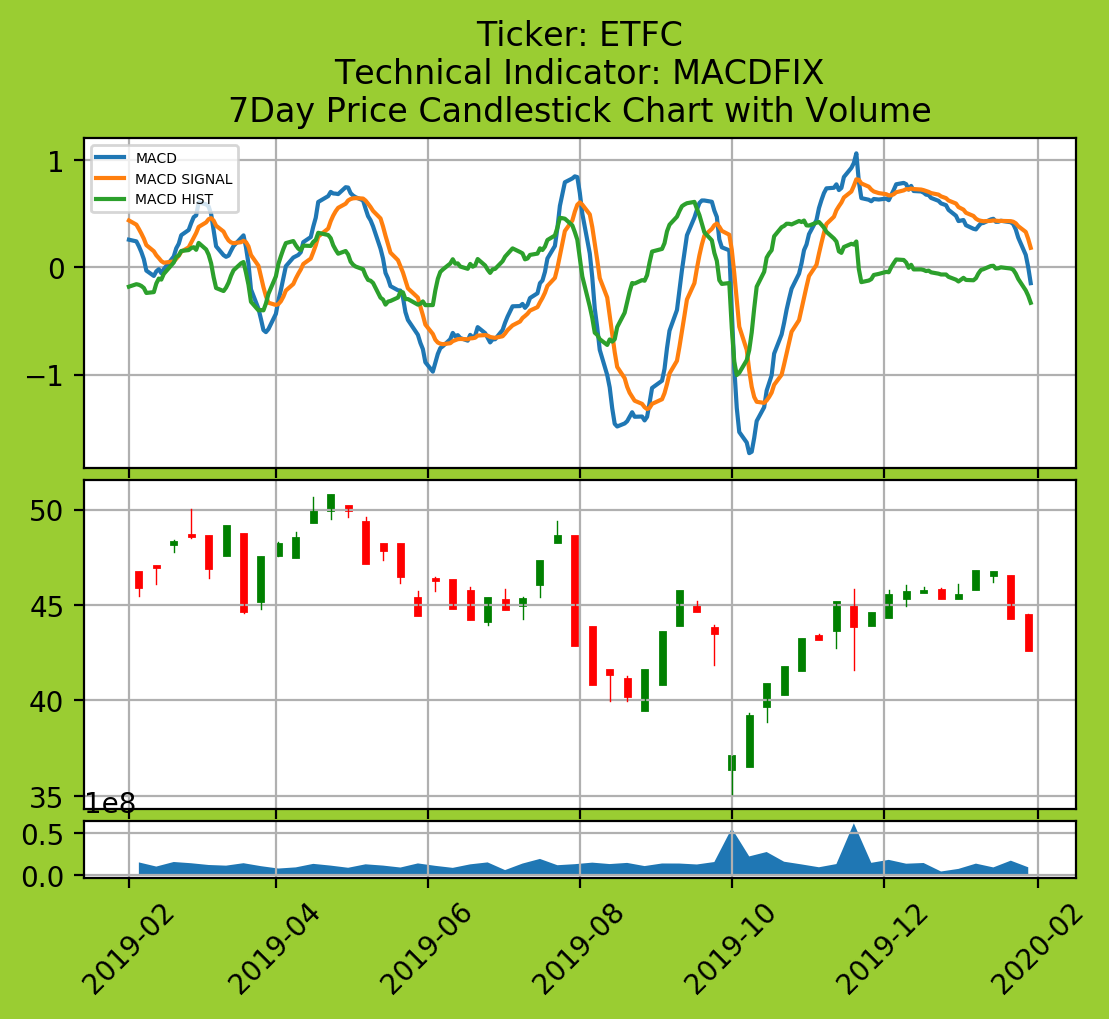 Ticker: ETFC
Technical Indicator: MACDFIX
7Day Price Candlestick Chart with Volume
MACD
MACD SIGNAL
MACD HIST
1
0
−1
50
45
40
35
1e8
0.5
0.0
2019-02
2019-04
2019-06
2019-08
2019-10
2019-12
2020-02